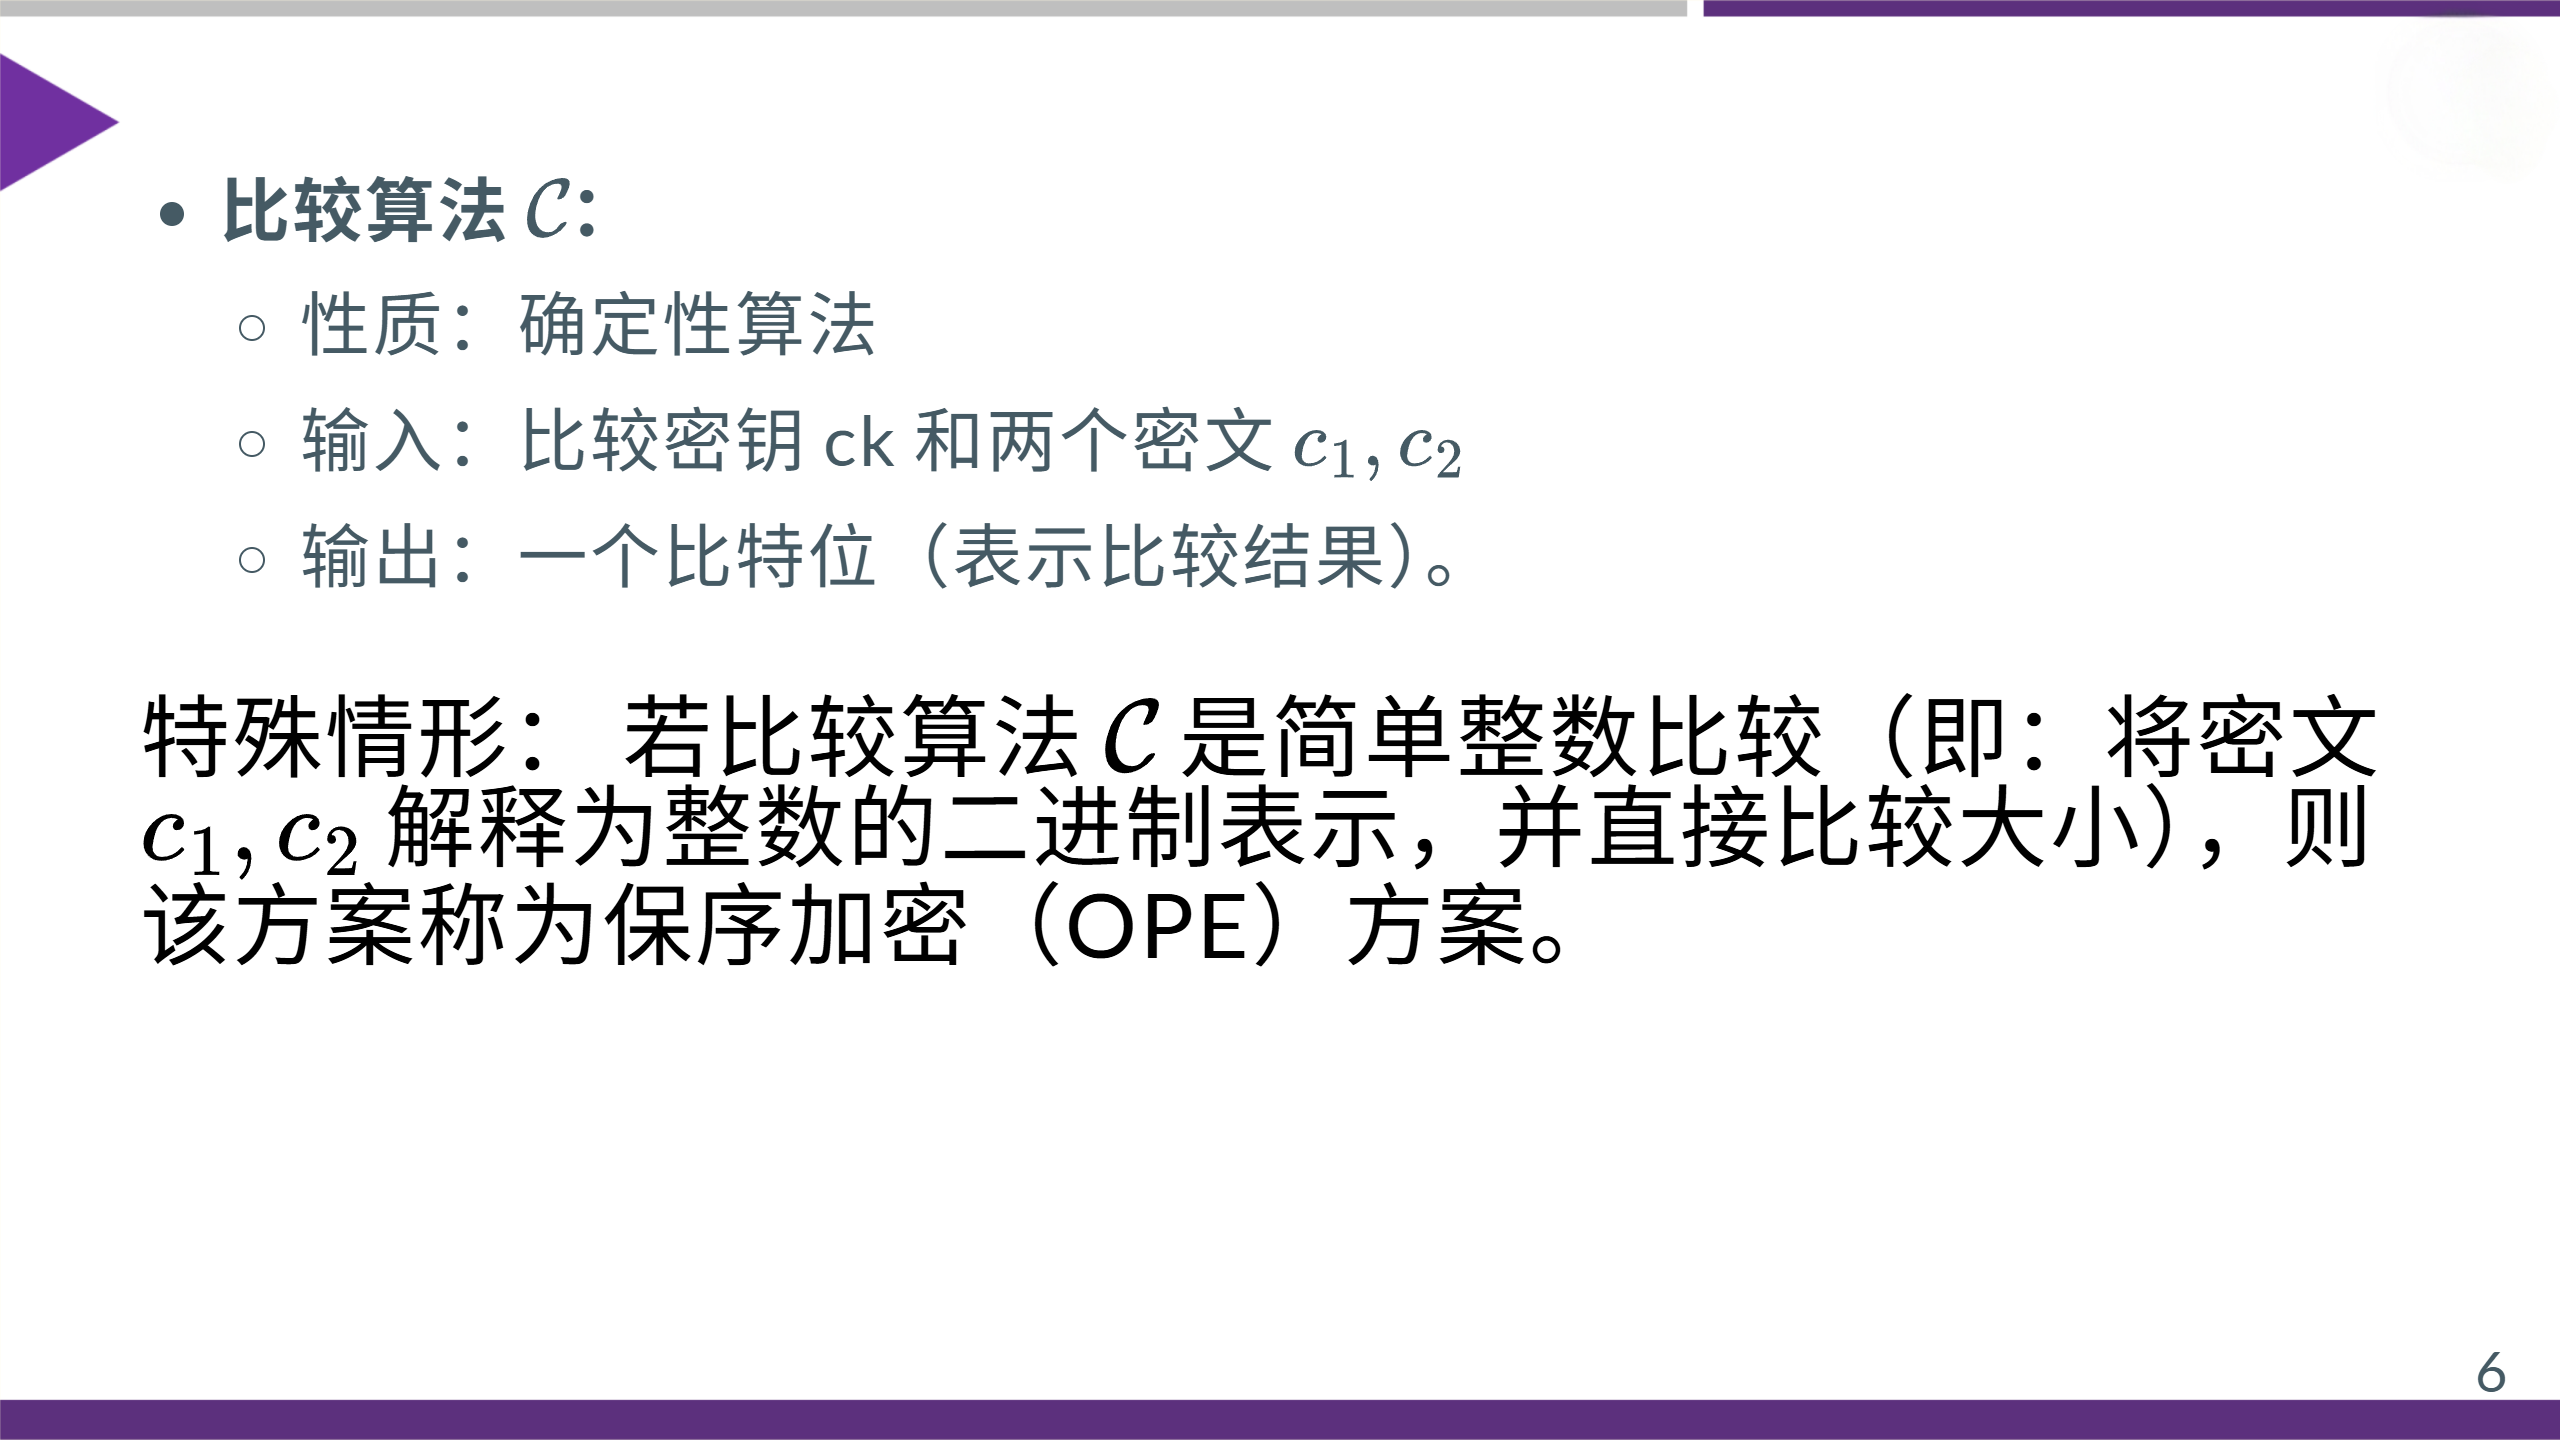 • 比较算法 𝒞：
○ 性质：确定性算法
○ 输入：比较密钥 ck 和两个密文 c₁, c₂
○ 输出：一个比特位（表示比较结果）。
特殊情形： 若比较算法 𝒞 是简单整数比较（即：将密文
c₁, c₂ 解释为整数的二进制表示，并直接比较大小），则
该方案称为保序加密（OPE）方案。
6